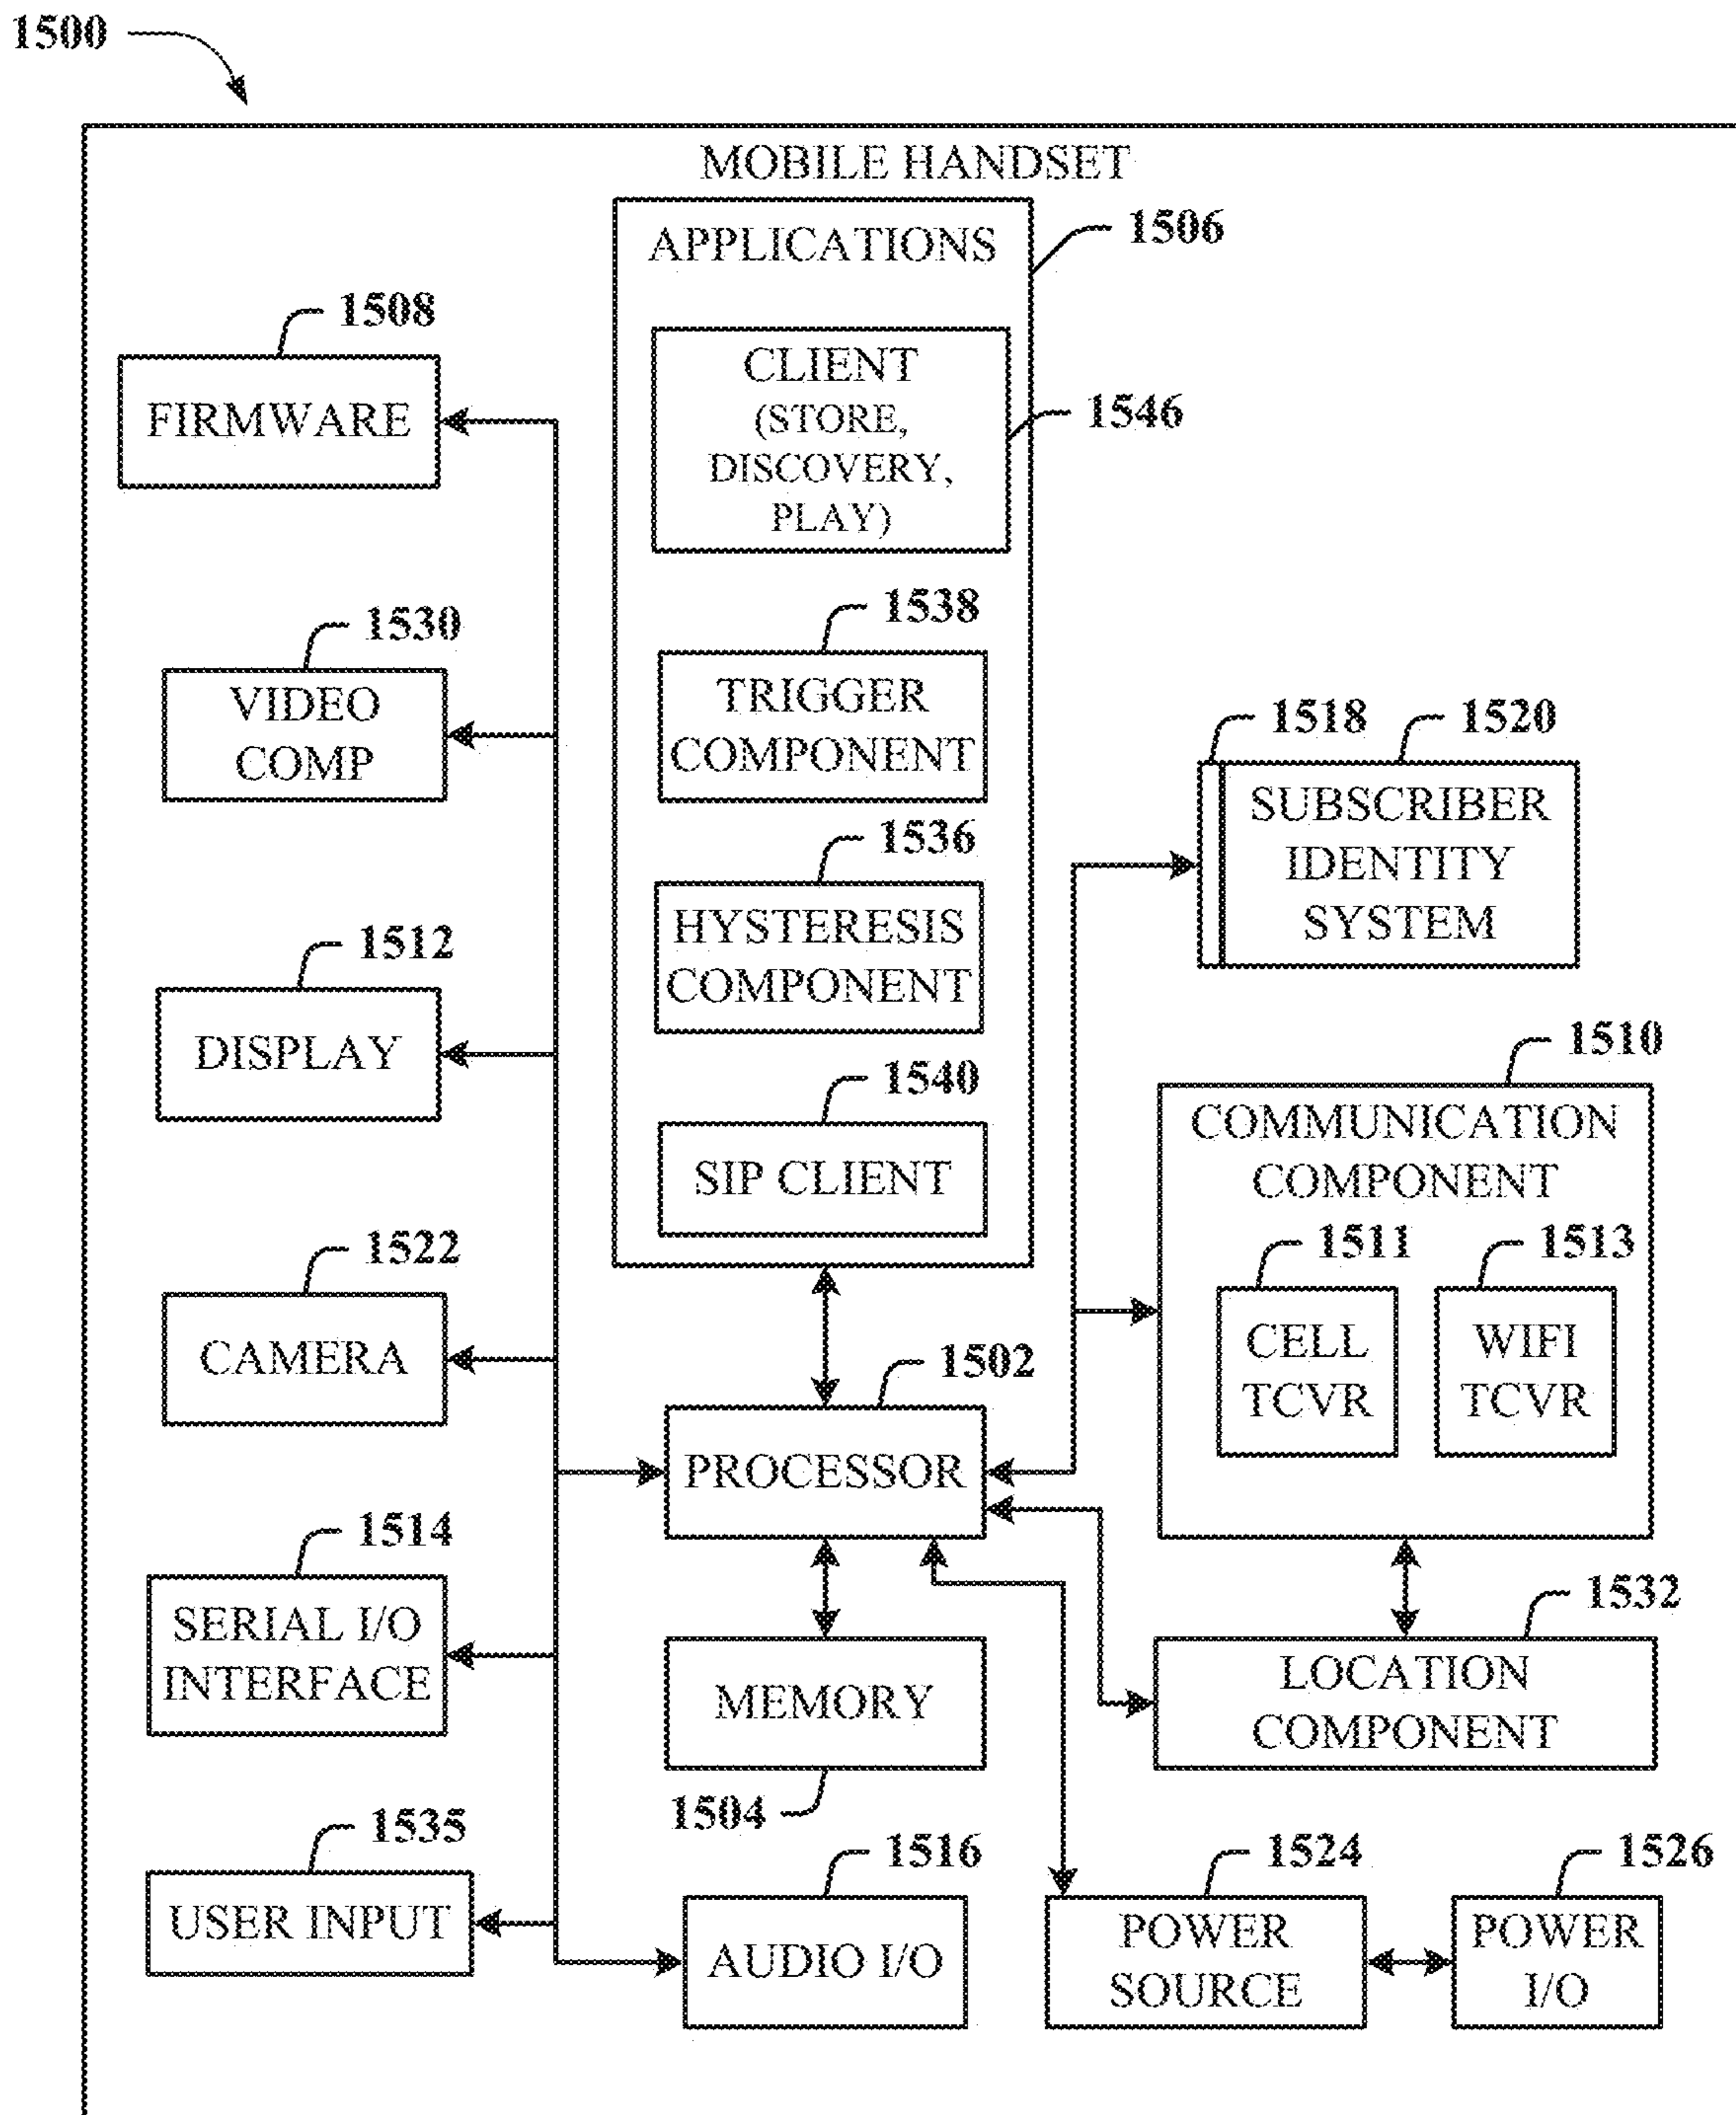 1500
MOBILE HANDSET
APPLICATIONS
1506
1508
FIRMWARE
CLIENT
(STORE,
DISCOVERY,
PLAY)
1546
1530
VIDEO
COMP
1538
TRIGGER
COMPONENT
1518
1520
SUBSCRIBER
IDENTITY
SYSTEM
1536
HYSTERESIS
COMPONENT
1512
DISPLAY
1540
SIP CLIENT
1510
COMMUNICATION
COMPONENT
1511
CELL
TCVR
1513
WIFI
TCVR
1522
CAMERA
1502
PROCESSOR
1514
SERIAL I/O
INTERFACE
MEMORY
1504
1532
LOCATION
COMPONENT
1535
USER INPUT
1516
AUDIO I/O
1524
POWER
SOURCE
1526
POWER
I/O